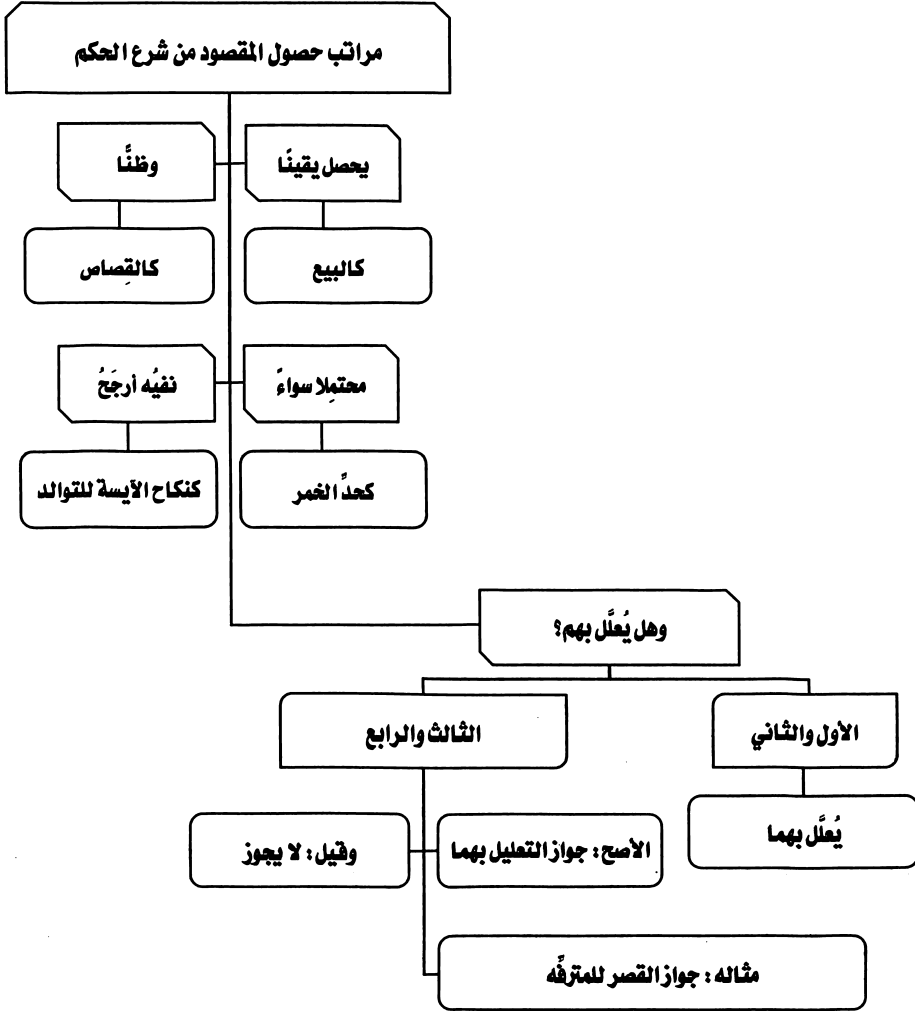 مراتب حصول المقصود من شرع الحكم
يحصل يقينًا
وظنًّا
كالبيع
كالقِصاص
محتمِلا سواءً
نفيُه أرجَحُ
كحدِّ الخمر
كنكاح الآيسة للتوالد
وهل يُعلَّل بهم؟
الأول والثاني
الثالث والرابع
يُعلَّل بهما
الأصح: جواز التعليل بهما
وقيل: لا يجوز
مثاله: جواز القصر للمترفِّه